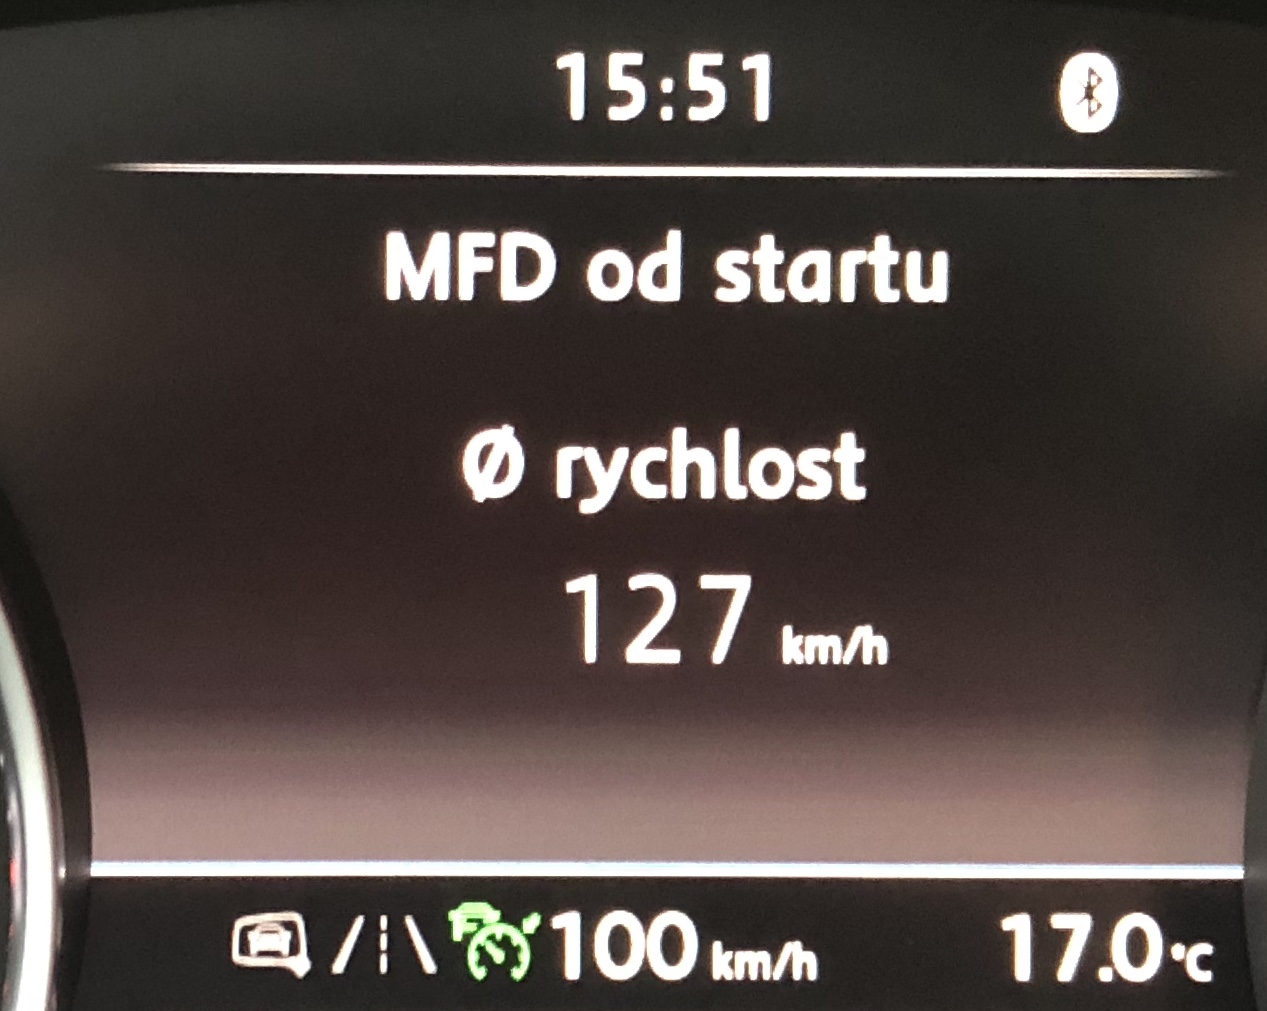 15:51
MFD od startu
Ø rychlost
127 km/h
100 km/h 17.0°C